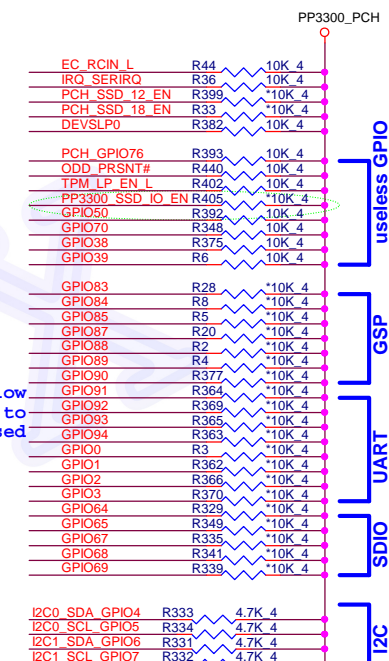 PP3300_PCH
EC_RCIN_L R44 10K_4
IRQ_SERIRQ R36 10K_4
PCH_SSD_12_EN R399 *10K_4
PCH_SSD_18_EN R33 *10K_4
DEVSLP0 R382 10K_4
PCH_GPIO76 R393 10K_4
ODD_PRSNT# R440 10K_4
TPM_LP_EN_L R402 10K_4
PP3300_SSD_IO_EN R405 *10K_4
GPIO50 R392 10K_4
GPIO70 R348 10K_4
GPIO38 R375 10K_4
GPIO39 R6 10K_4
useless GPIO
GPIO83 R28 *10K_4
GPIO84 R8 *10K_4
GPIO85 R5 *10K_4
GPIO87 R20 *10K_4
GPIO88 R2 *10K_4
GPIO89 R4 *10K_4
GPIO90 R377 *10K_4
GSP
GPIO91 R364 *10K_4
GPIO92 R369 *10K_4
GPIO93 R365 *10K_4
GPIO94 R363 *10K_4
GPIO0 R3 *10K_4
GPIO1 R362 *10K_4
GPIO2 R366 *10K_4
GPIO3 R370 *10K_4
UART
GPIO64 R329 *10K_4
GPIO65 R349 *10K_4
GPIO67 R335 *10K_4
GPIO68 R341 *10K_4
GPIO69 R339 *10K_4
SDIO
I2C0_SDA_GPIO4 R333 4.7K_4
I2C0_SCL_GPIO5 R334 4.7K_4
I2C1_SDA_GPIO6 R331 4.7K_4
I2C1_SCL_GPIO7 R332 4.7K_4
I2C
to